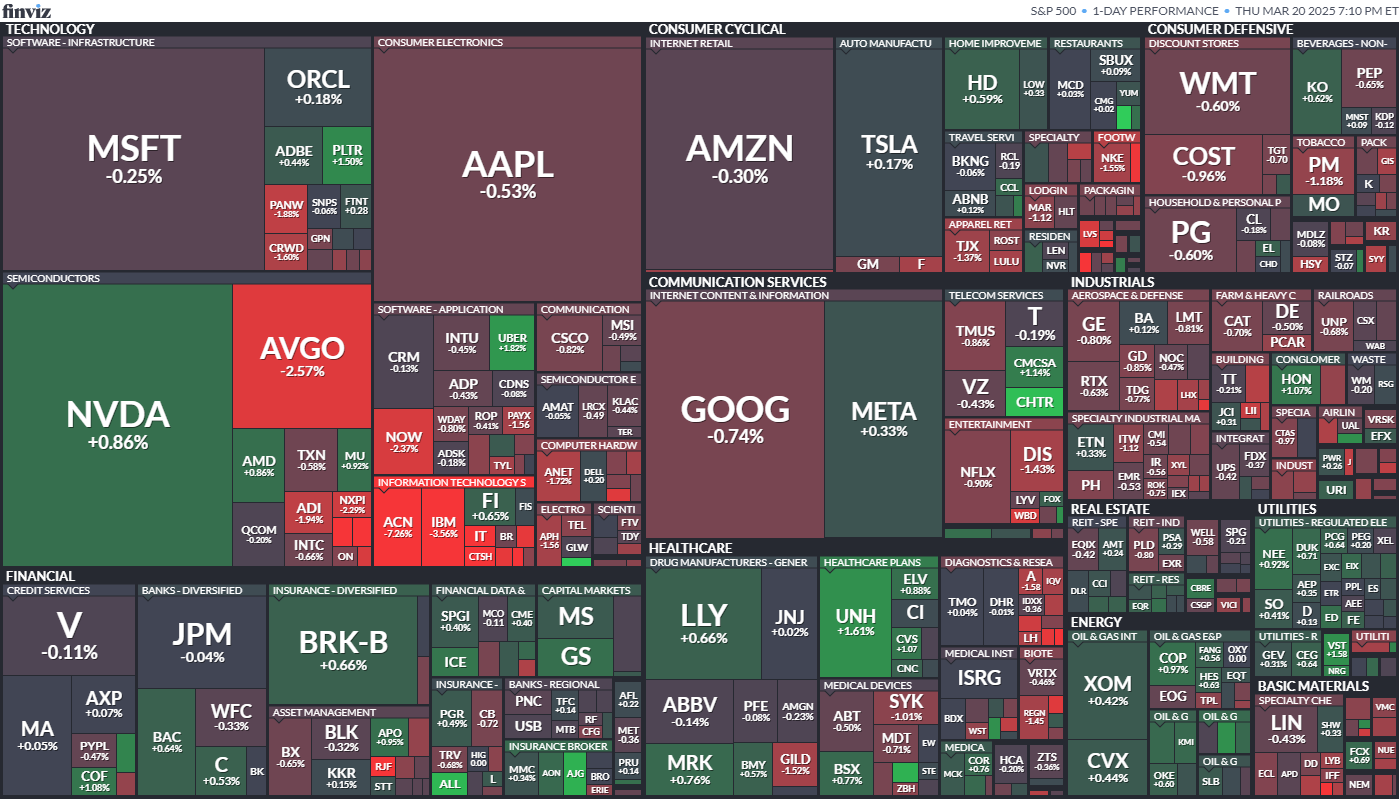 finviz
S&P 500 • 1-DAY PERFORMANCE • THU MAR 20 2025 7:10 PM ET
TECHNOLOGY
SOFTWARE - INFRASTRUCTURE
MSFT
-0.25%
ORCL
+0.18%
ADBE
+0.44%
PLTR
+1.50%
PANW
-1.88%
SNPS
-0.06%
FTNT
+0.28
CRWD
-1.60%
GPN
CONSUMER ELECTRONICS
AAPL
-0.53%
SEMICONDUCTORS
NVDA
+0.86%
AVGO
-2.57%
AMD
+0.86%
TXN
-0.58%
MU
+0.92%
QCOM
-0.20%
ADI
-1.94%
NXPI
-2.29%
INTC
-0.66%
ON
SOFTWARE - APPLICATION
CRM
-0.13%
INTU
-0.45%
UBER
+1.82%
ADP
-0.43%
CDNS
-0.08%
NOW
-2.37%
WDAY
-0.80%
ROP
-0.41%
PAYX
-1.56
ADSK
-0.18%
TYL
INFORMATION TECHNOLOGY S
ACN
-7.26%
IBM
-3.56%
FI
+0.65%
FIS
IT
BR
CTSH
COMMUNICATION
CSCO
-0.82%
MSI
-0.49%
SEMICONDUCTOR E
AMAT
-0.05%
LRCX
-0.49
KLAC
-0.44%
TER
COMPUTER HARDW
ANET
-1.72%
DELL
+0.20
ELECTRO
APH
-1.56
TEL
GLW
SCIENTI
FTV
TDY
CONSUMER CYCLICAL
INTERNET RETAIL
AMZN
-0.30%
AUTO MANUFACTU
TSLA
+0.17%
GM
F
HOME IMPROVEME
HD
+0.59%
LOW
+0.33
RESTAURANTS
MCD
+0.03%
SBUX
+0.09%
CMG
+0.02
YUM
TRAVEL SERVI
BKNG
-0.06%
RCL
-0.19
CCL
ABNB
+0.12%
SPECIALTY
FOOTW
NKE
-1.55%
LODGIN
MAR
-1.12
HLT
PACKAGIN
APPAREL RET
TJX
-1.37%
ROST
LULU
RESIDEN
LEN
NVR
LVS
CONSUMER DEFENSIVE
DISCOUNT STORES
WMT
-0.60%
COST
-0.96%
TGT
-0.70
BEVERAGES - NON-
KO
+0.62%
PEP
-0.65%
MNST
+0.09
KDP
-0.12
TOBACCO
PM
-1.18%
MO
PACK
GIS
K
HOUSEHOLD & PERSONAL P
PG
-0.60%
CL
-0.18%
EL
CHD
MDLZ
-0.08%
HSY
KR
STZ
-0.07
SYY
COMMUNICATION SERVICES
INTERNET CONTENT & INFORMATION
GOOG
-0.74%
META
+0.33%
TELECOM SERVICES
TMUS
-0.86%
T
-0.19%
VZ
-0.43%
CMCSA
+1.14%
CHTR
ENTERTAINMENT
NFLX
-0.90%
DIS
-1.43%
LYV
FOX
WBD
INDUSTRIALS
AEROSPACE & DEFENSE
GE
-0.80%
BA
+0.12%
LMT
-0.81%
RTX
-0.63%
GD
-0.85%
NOC
-0.47%
TDG
-0.77%
LHX
FARM & HEAVY C
CAT
-0.70%
DE
-0.50%
PCAR
RAILROADS
UNP
-0.68%
CSX
WAB
BUILDING
TT
-0.21%
JCI
+0.31
LII
CONGLOMER
HON
+1.07%
WASTE
WM
-0.20
RSG
SPECIALTY INDUSTRIAL MA
ETN
+0.33%
ITW
-1.12
CMI
-0.54
PH
EMR
-0.53
IR
-0.56
XYL
ROK
-0.75
IEX
INTEGRAT
UPS
-0.42
FDX
-0.37
SPECIA
CTAS
-0.97
AIRLIN
UAL
VRSK
EFX
INDUST
PWR
+0.26
J
URI
HEALTHCARE
DRUG MANUFACTURERS - GENER
LLY
+0.66%
JNJ
+0.02%
ABBV
-0.14%
PFE
-0.08%
AMGN
-0.23%
MRK
+0.76%
BMY
+0.57%
GILD
-1.52%
HEALTHCARE PLANS
UNH
+1.61%
ELV
+0.88%
CI
CVS
+1.07
CNC
MEDICAL DEVICES
ABT
-0.50%
SYK
-1.01%
MDT
-0.71%
EW
BSX
+0.77%
STE
ZBH
DIAGNOSTICS & RESEA
TMO
+0.04%
DHR
-0.01%
A
-1.58
IQV
IDXX
-0.36
LH
MEDICAL INST
ISRG
BDX
WST
BIOTE
VRTX
-0.46%
REGN
-1.45
MEDICA
MCK
COR
+0.76
HCA
-0.20%
ZTS
-0.36%
FINANCIAL
CREDIT SERVICES
V
-0.11%
MA
+0.05%
AXP
+0.07%
PYPL
-0.47%
COF
+1.08%
BANKS - DIVERSIFIED
JPM
-0.04%
BAC
+0.64%
WFC
-0.33%
C
+0.53%
BK
INSURANCE - DIVERSIFIED
BRK-B
+0.66%
ASSET MANAGEMENT
BX
-0.65%
BLK
-0.32%
APO
+0.95%
KKR
+0.15%
RJF
STT
FINANCIAL DATA &
SPGI
+0.40%
MCO
-0.11
CME
+0.40
ICE
CAPITAL MARKETS
MS
GS
INSURANCE -
PGR
+0.49%
CB
-0.72
TRV
-0.68%
HIG
0.00
ALL
L
BANKS - REGIONAL
PNC
TFC
+0.14
USB
MTB
RF
CFG
AFL
+0.22
MET
-0.36
PRU
+0.14
INSURANCE BROKER
MMC
+0.34%
AON
AJG
BRO
ERIE
REAL ESTATE
REIT - SPE
EQIX
-0.42
AMT
+0.24
DLR
CCI
REIT - IND
PLD
-0.80
PSA
+0.29
EXR
WELL
-0.58
SPG
-0.21
REIT - RES
EQR
CBRE
CSGP
VICI
UTILITIES
UTILITIES - REGULATED ELE
NEE
+0.92%
DUK
+0.71
PCG
+0.64
PEG
+0.20
XEL
EXC
EIX
SO
+0.41%
AEP
+0.35
ETR
PPL
ES
D
+0.13
AEE
ED
FE
UTILITIES - R
GEV
+0.31%
CEG
+0.64
VST
+1.58
NRG
UTILITI
ENERGY
OIL & GAS INT
XOM
+0.42%
CVX
+0.44%
OIL & GAS E&P
COP
+0.97%
FANG
+0.56
OXY
0.00
EOG
HES
+0.63
EQT
TPL
OIL & G
KMI
OKE
+0.60
OIL & G
OIL & G
SLB
BASIC MATERIALS
SPECIALTY CHE
LIN
-0.43%
SHW
+0.33
ECL
APD
DD
LYB
IFF
VMC
FCX
+0.69
NUE
NEM